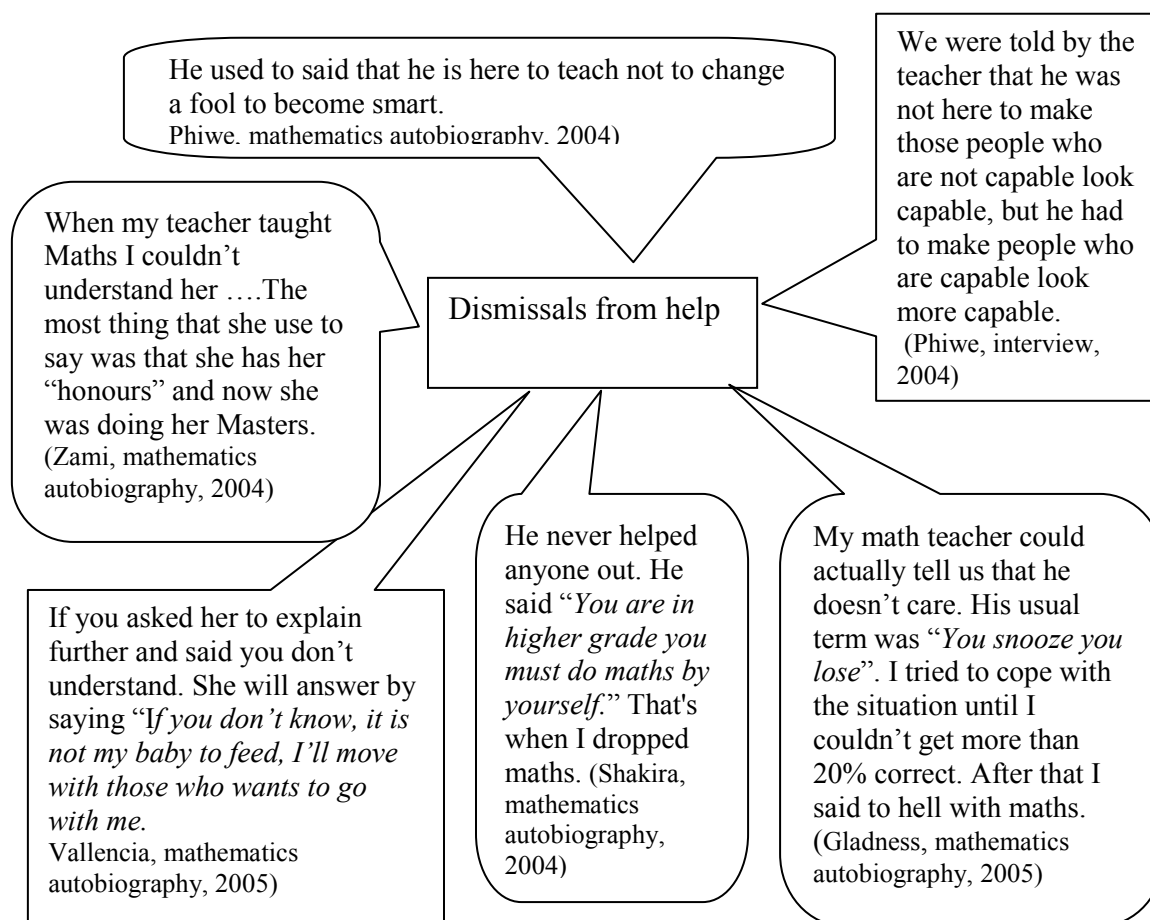 He used to said that he is here to teach not to change
a fool to become smart.
Phiwe, mathematics autobiography, 2004)
We were told by the
teacher that he was
not here to make
those people who
are not capable look
capable, but he had
to make people who
are capable look
more capable.
(Phiwe, interview,
2004)
When my teacher taught
Maths I couldn’t
understand her ….The
most thing that she use to
say was that she has her
“honours” and now she
was doing her Masters.
(Zami, mathematics
autobiography, 2004)
Dismissals from help
If you asked her to explain
further and said you don’t
understand. She will answer by
saying “If you don’t know, it is
not my baby to feed, I’ll move
with those who wants to go
with me.
Vallencia, mathematics
autobiography, 2005)
He never helped
anyone out. He
said “You are in
higher grade you
must do maths by
yourself.” That's
when I dropped
maths. (Shakira,
mathematics
autobiography,
2004)
My math teacher could
actually tell us that he
doesn’t care. His usual
term was “You snooze you
lose”. I tried to cope with
the situation until I
couldn’t get more than
20% correct. After that I
said to hell with maths.
(Gladness, mathematics
autobiography, 2005)